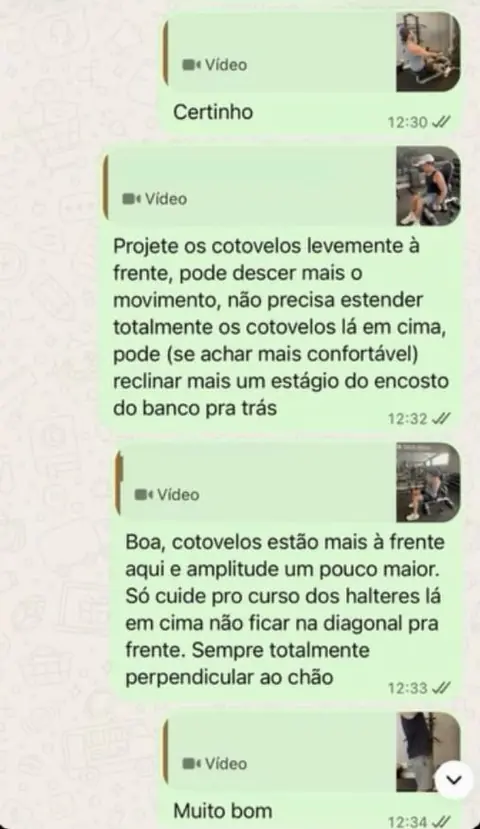 Vídeo
Certinho
12:30
Vídeo
Projete os cotovelos levemente à
frente, pode descer mais o
movimento, não precisa estender
totalmente os cotovelos lá em cima,
pode (se achar mais confortável)
reclinar mais um estágio do encosto
do banco pra trás
12:32
Vídeo
Boa, cotovelos estão mais à frente
aqui e amplitude um pouco maior.
Só cuide pro curso dos halteres lá
em cima não ficar na diagonal pra
frente. Sempre totalmente
perpendicular ao chão
12:33
Vídeo
Muito bom
12:34